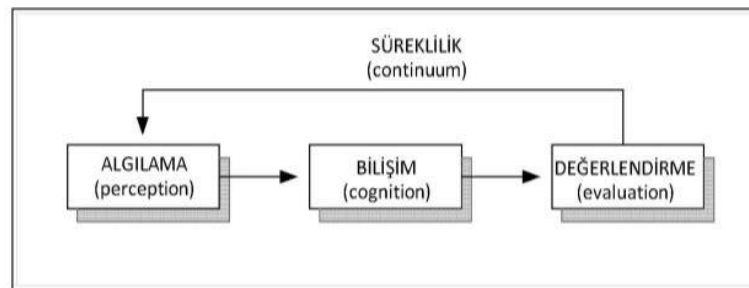 SÜREKLİLİK
(continuum)
ALGILAMA
(perception)
BİLİŞİM
(cognition)
DEĞERLENDİRME
(evaluation)